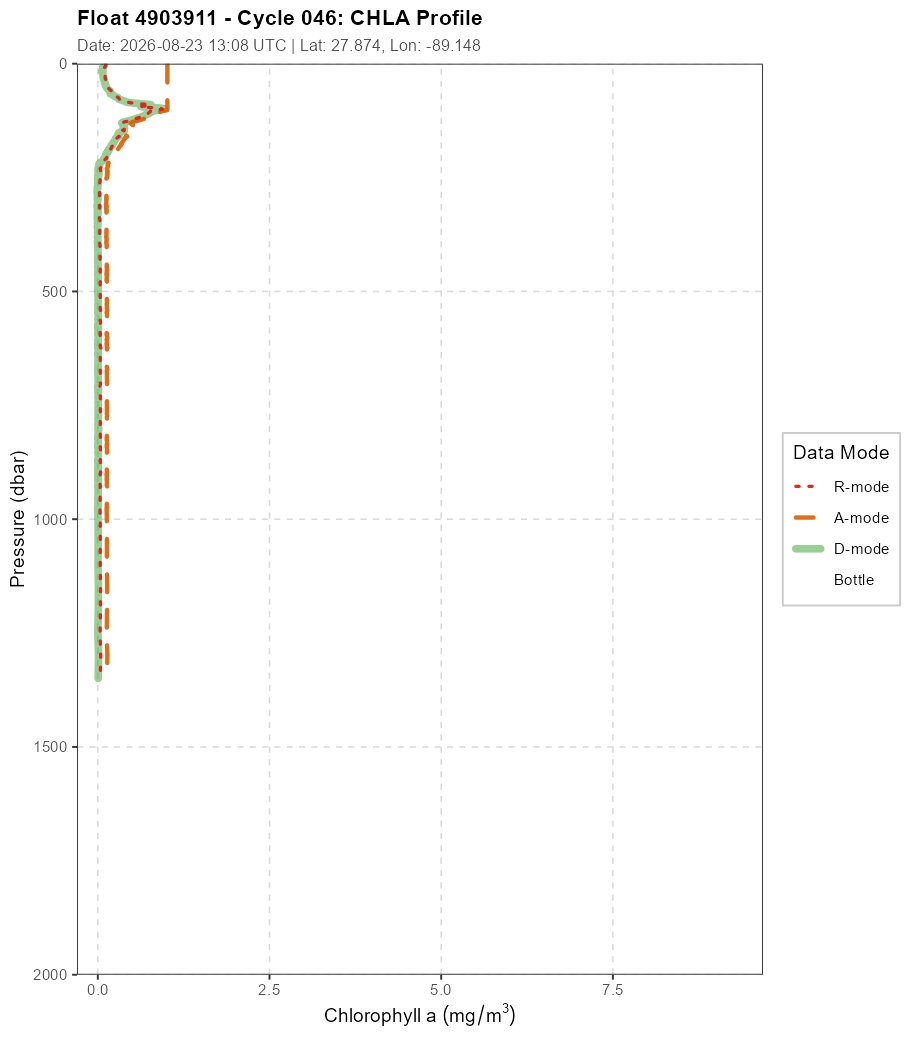 Float 4903911 - Cycle 046: CHLA Profile
Date: 2026-08-23 13:08 UTC | Lat: 27.874, Lon: -89.148
0
500
1000
1500
2000
Pressure (dbar)
0.0 2.5 5.0 7.5
Chlorophyll a (mg/m³)
Data Mode
R-mode
A-mode
D-mode
Bottle